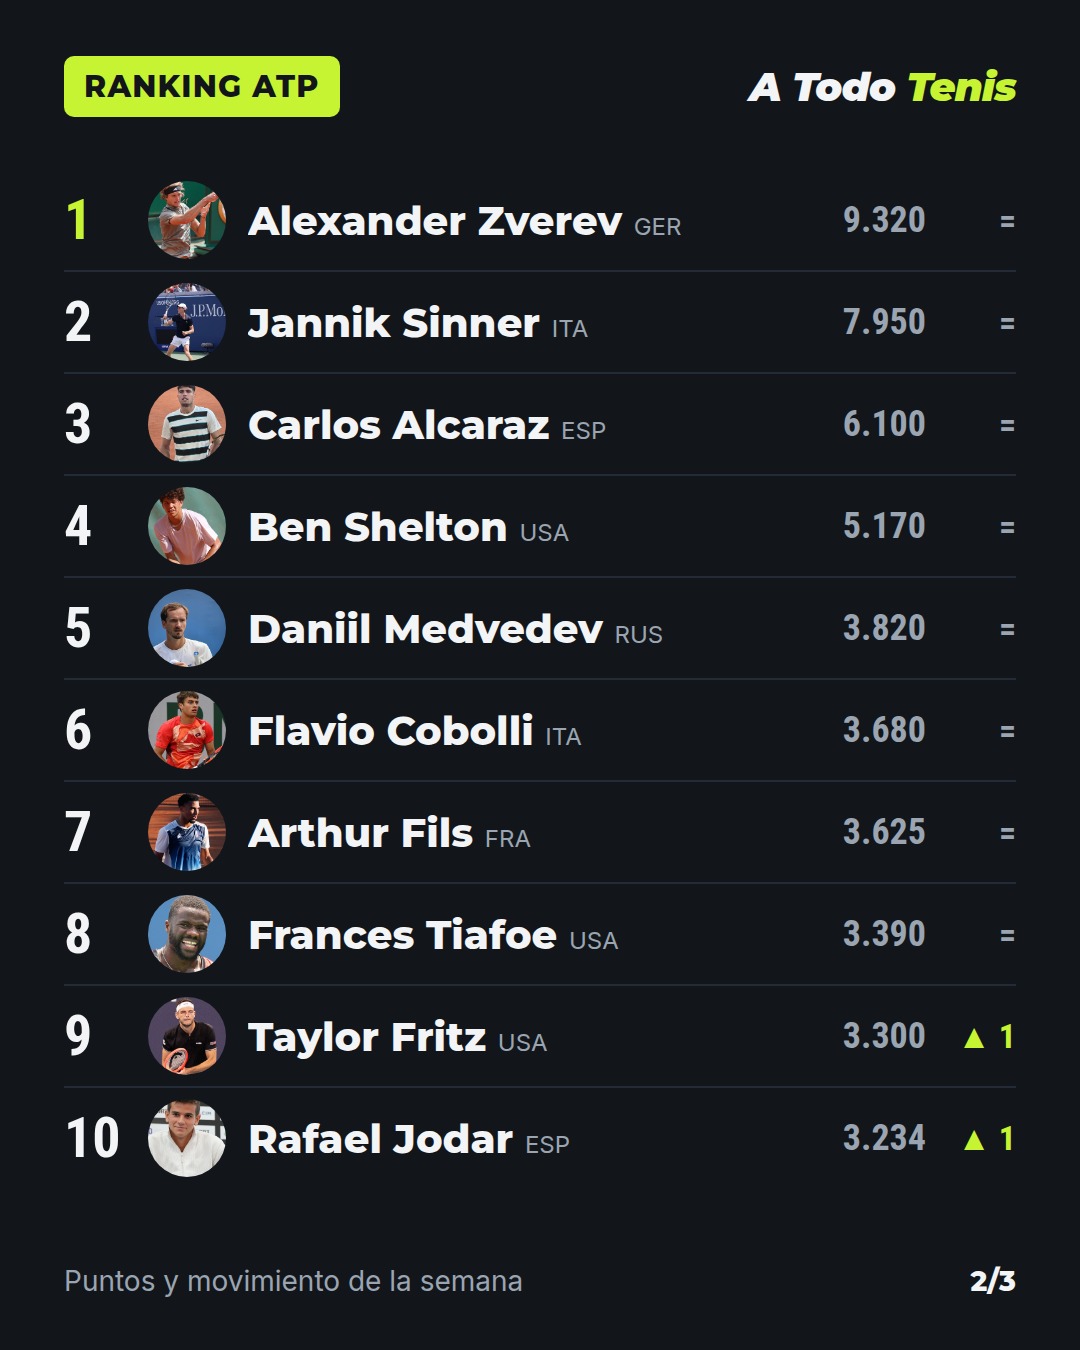 RANKING ATP
A Todo Tenis
1 Alexander Zverev GER 9.320 =
2 Jannik Sinner ITA 7.950 =
J.P.Mo
3 Carlos Alcaraz ESP 6.100 =
4 Ben Shelton USA 5.170 =
5 Daniil Medvedev RUS 3.820 =
6 Flavio Cobolli ITA 3.680 =
7 Arthur Fils FRA 3.625 =
8 Frances Tiafoe USA 3.390 =
9 Taylor Fritz USA 3.300 ▲ 1
10 Rafael Jodar ESP 3.234 ▲ 1
Puntos y movimiento de la semana
2/3